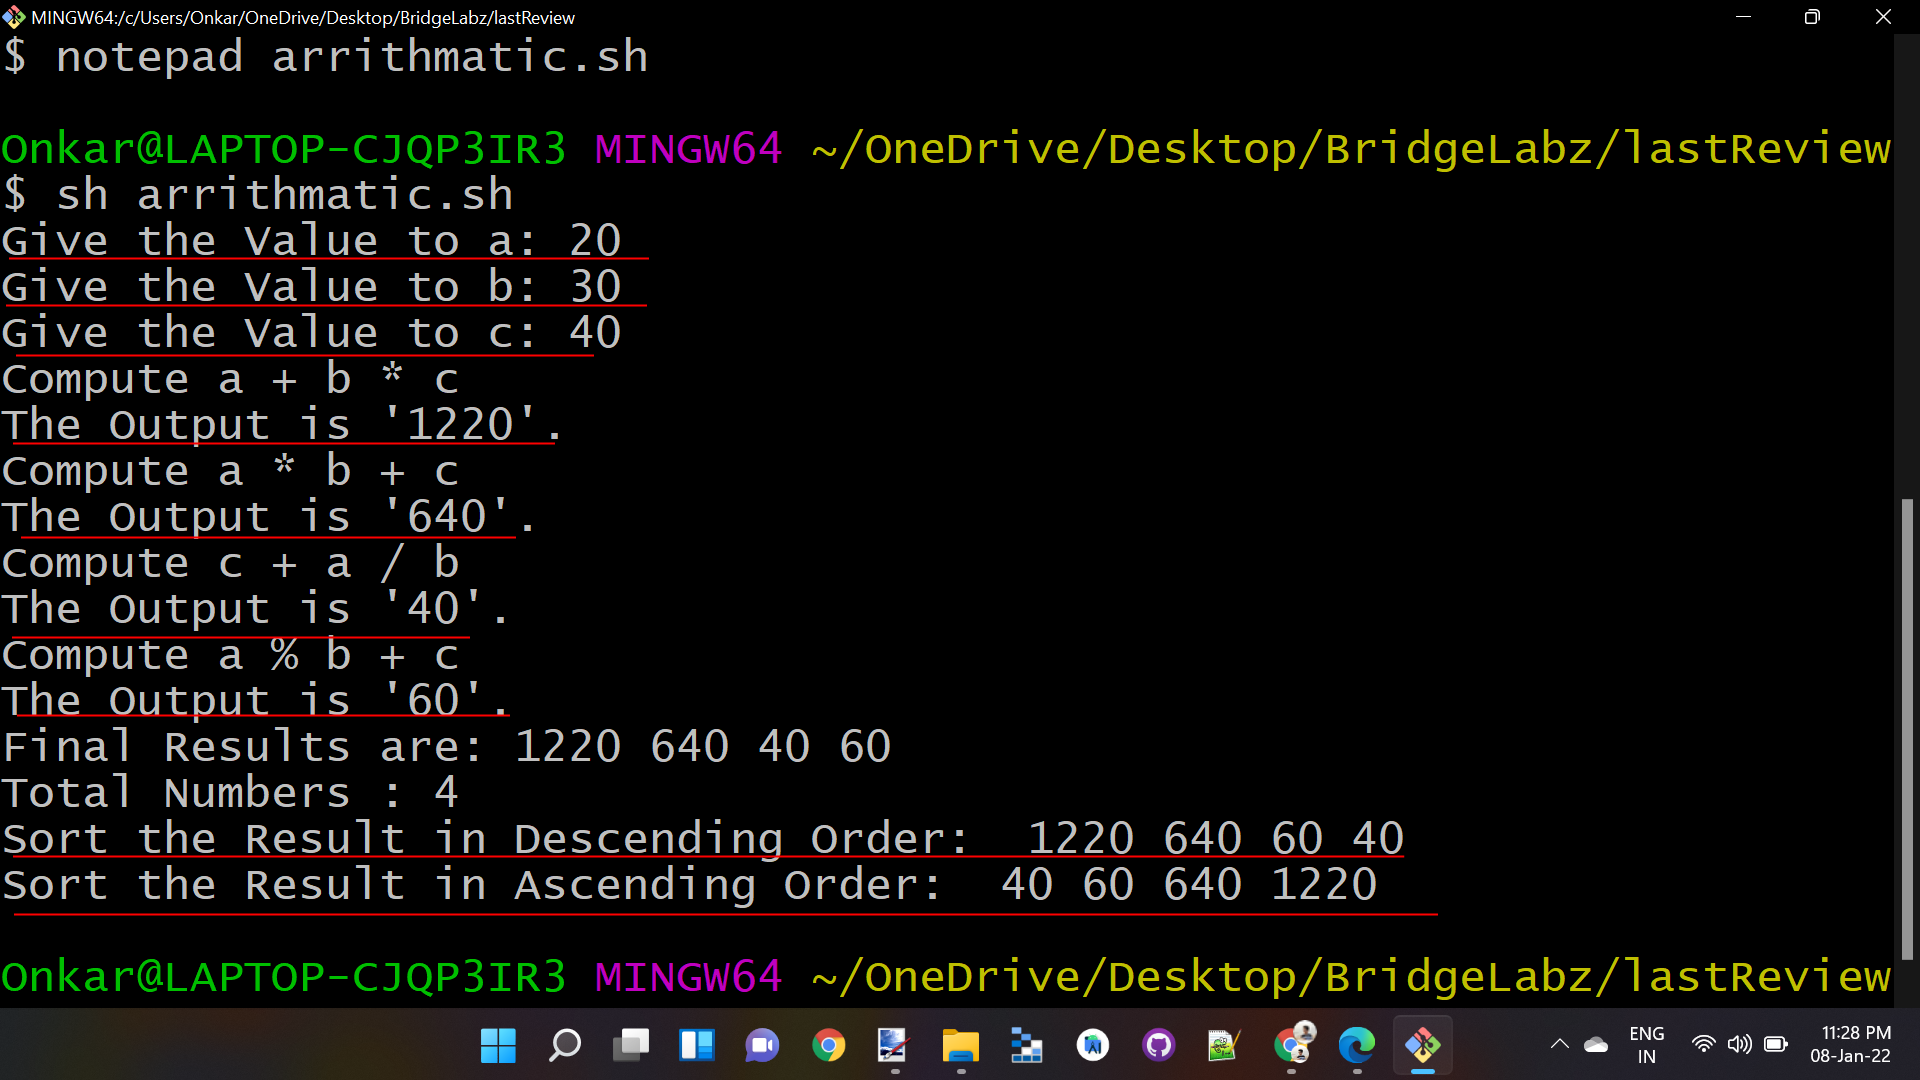 MINGW64:/c/Users/Onkar/OneDrive/Desktop/BridgeLabz/lastReview
$ notepad arrithmatic.sh
Onkar@LAPTOP-CJQP3IR3 MINGW64 ~/OneDrive/Desktop/BridgeLabz/lastReview
$ sh arrithmatic.sh
Give the Value to a: 20
Give the Value to b: 30
Give the Value to c: 40
Compute a + b * c
The Output is '1220'.
Compute a * b + c
The Output is '640'.
Compute c + a / b
The Output is '40'.
Compute a % b + c
The Output is '60'.
Final Results are: 1220 640 40 60
Total Numbers : 4
Sort the Result in Descending Order:  1220 640 60 40
Sort the Result in Ascending Order:  40 60 640 1220
Onkar@LAPTOP-CJQP3IR3 MINGW64 ~/OneDrive/Desktop/BridgeLabz/lastReview
ENG
IN
11:28 PM
08-Jan-22